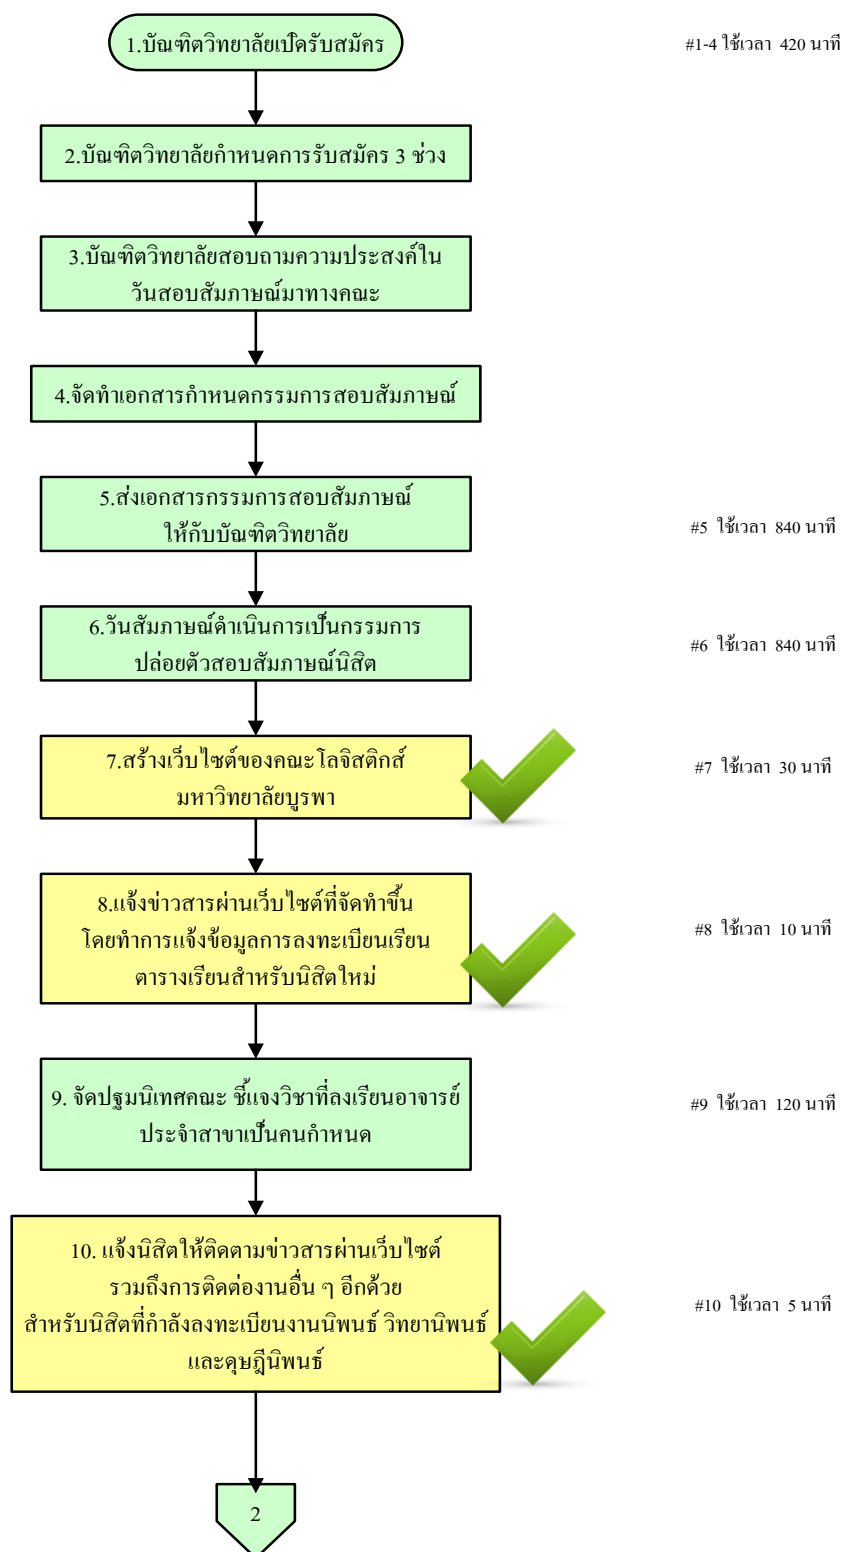 1.บัณฑิตวิทยาลัยเปิดรับสมัคร
#1-4 ใช้เวลา 420 นาที
2.บัณฑิตวิทยาลัยกำหนดการรับสมัคร 3 ช่วง
3.บัณฑิตวิทยาลัยสอบถามความประสงค์ใน
วันสอบสัมภาษณ์มาทางคณะ
4.จัดทำเอกสารกำหนดกรรมการสอบสัมภาษณ์
5.ส่งเอกสารกรรมการสอบสัมภาษณ์
ให้กับบัณฑิตวิทยาลัย
#5 ใช้เวลา 840 นาที
6.วันสัมภาษณ์ดำเนินการเป็นกรรมการ
ปล่อยตัวสอบสัมภาษณ์นิสิต
#6 ใช้เวลา 840 นาที
7.สร้างเว็บไซต์ของคณะโลจิสติกส์
มหาวิทยาลัยบูรพา
#7 ใช้เวลา 30 นาที
8.แจ้งข่าวสารผ่านเว็บไซต์ที่จัดทำขึ้น
โดยทำการแจ้งข้อมูลการลงทะเบียนเรียน
ตารางเรียนสำหรับนิสิตใหม่
#8 ใช้เวลา 10 นาที
9. จัดปฐมนิเทศคณะ ชี้แจงวิชาที่ลงเรียนอาจารย์
ประจำสาขาเป็นคนกำหนด
#9 ใช้เวลา 120 นาที
10. แจ้งนิสิตให้ติดตามข่าวสารผ่านเว็บไซต์
รวมถึงการติดต่องานอื่น ๆ อีกด้วย
สำหรับนิสิตที่กำลังลงทะเบียนงานนิพนธ์ วิทยานิพนธ์
และดุษฎีนิพนธ์
#10 ใช้เวลา 5 นาที
2